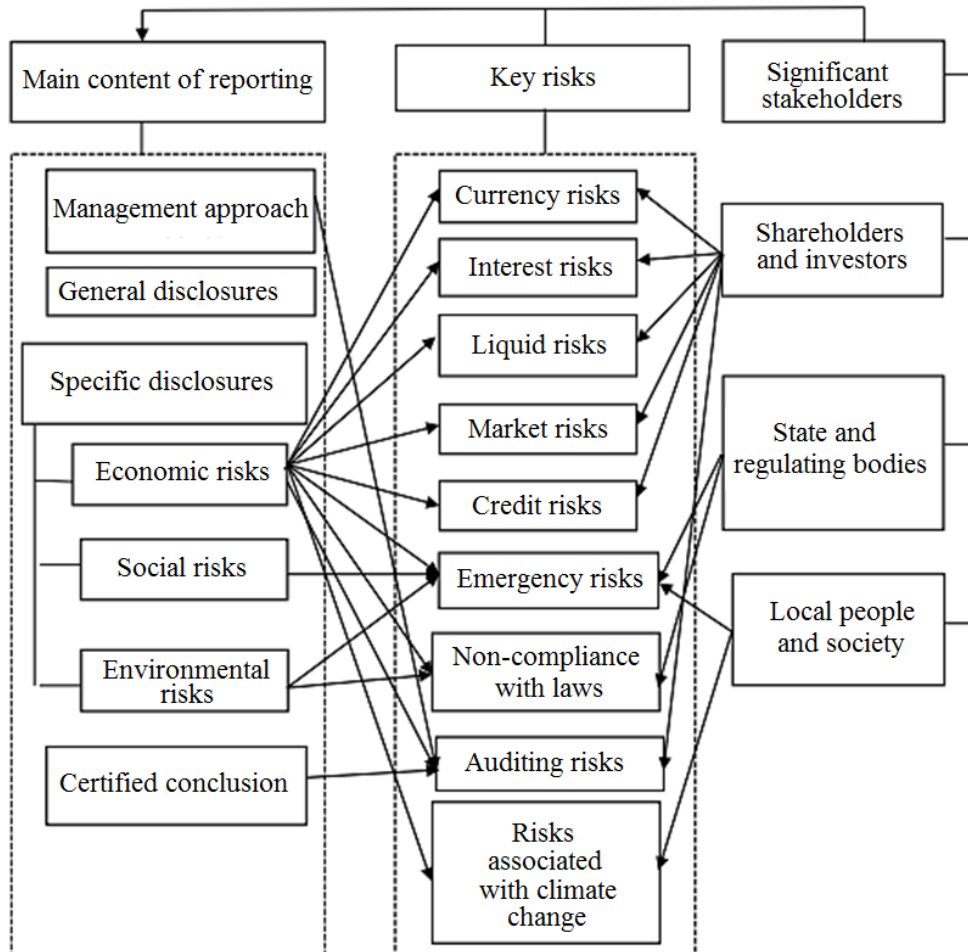 Main content of reporting
Key risks
Significant
stakeholders
Management approach
General disclosures
Specific disclosures
Economic risks
Social risks
Environmental
risks
Certified conclusion
Currency risks
Interest risks
Liquid risks
Market risks
Credit risks
Emergency risks
Non-compliance
with laws
Auditing risks
Risks
associated
with climate
change
Shareholders
and investors
State and
regulating bodies
Local people
and society